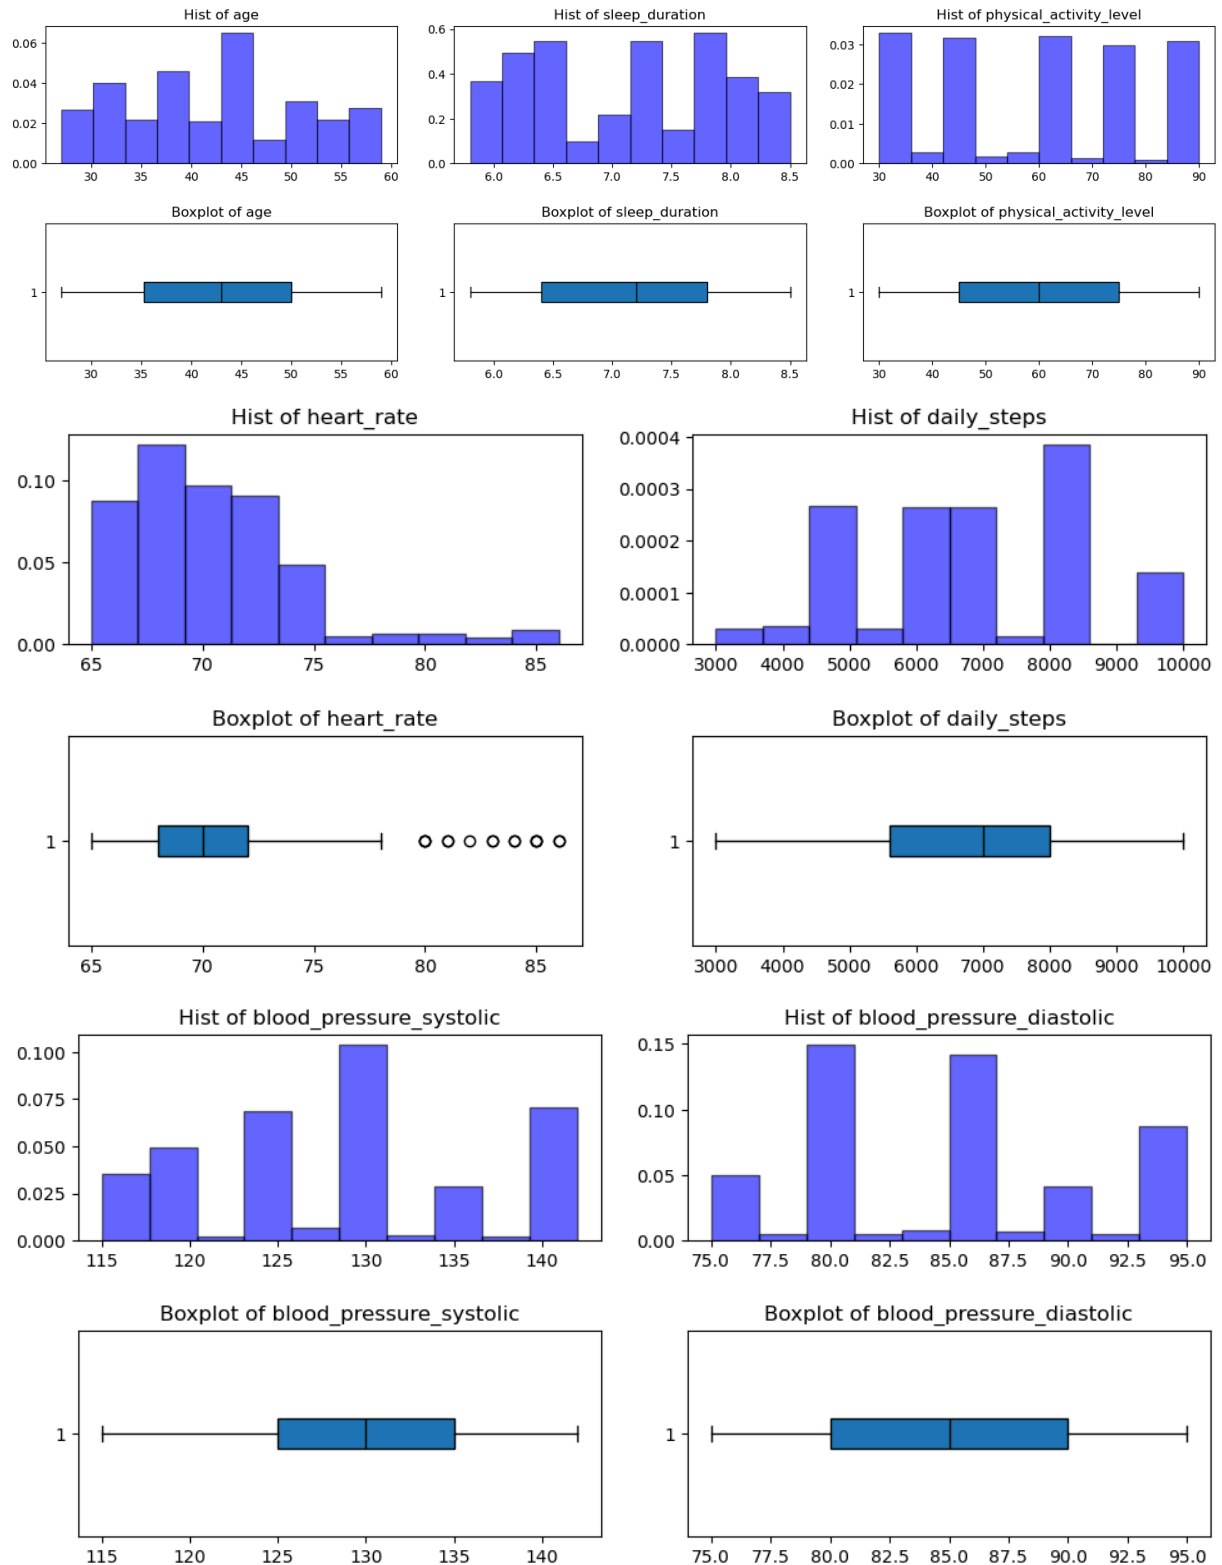 Hist of age Hist of sleep_duration Hist of physical_activity_level
0.06 0.6 0.03
0.04 0.4 0.02
0.02 0.2 0.01
0.00 0.0 0.00
30 35 40 45 50 55 60 6.0 6.5 7.0 7.5 8.0 8.5 30 40 50 60 70 80 90
Boxplot of age Boxplot of sleep_duration Boxplot of physical_activity_level
1 1 1
30 35 40 45 50 55 60 6.0 6.5 7.0 7.5 8.0 8.5 30 40 50 60 70 80 90
Hist of heart_rate Hist of daily_steps
0.0004
0.10 0.0003
0.0002
0.05 0.0001
0.00 0.0000
65 70 75 80 85 3000 4000 5000 6000 7000 8000 9000 10000
Boxplot of heart_rate Boxplot of daily_steps
1 1
65 70 75 80 85 3000 4000 5000 6000 7000 8000 9000 10000
Hist of blood_pressure_systolic Hist of blood_pressure_diastolic
0.100 0.15
0.075 0.10
0.050
0.025 0.05
0.000 0.00
115 120 125 130 135 140 75.0 77.5 80.0 82.5 85.0 87.5 90.0 92.5 95.0
Boxplot of blood_pressure_systolic Boxplot of blood_pressure_diastolic
1 1
115 120 125 130 135 140 75.0 77.5 80.0 82.5 85.0 87.5 90.0 92.5 95.0